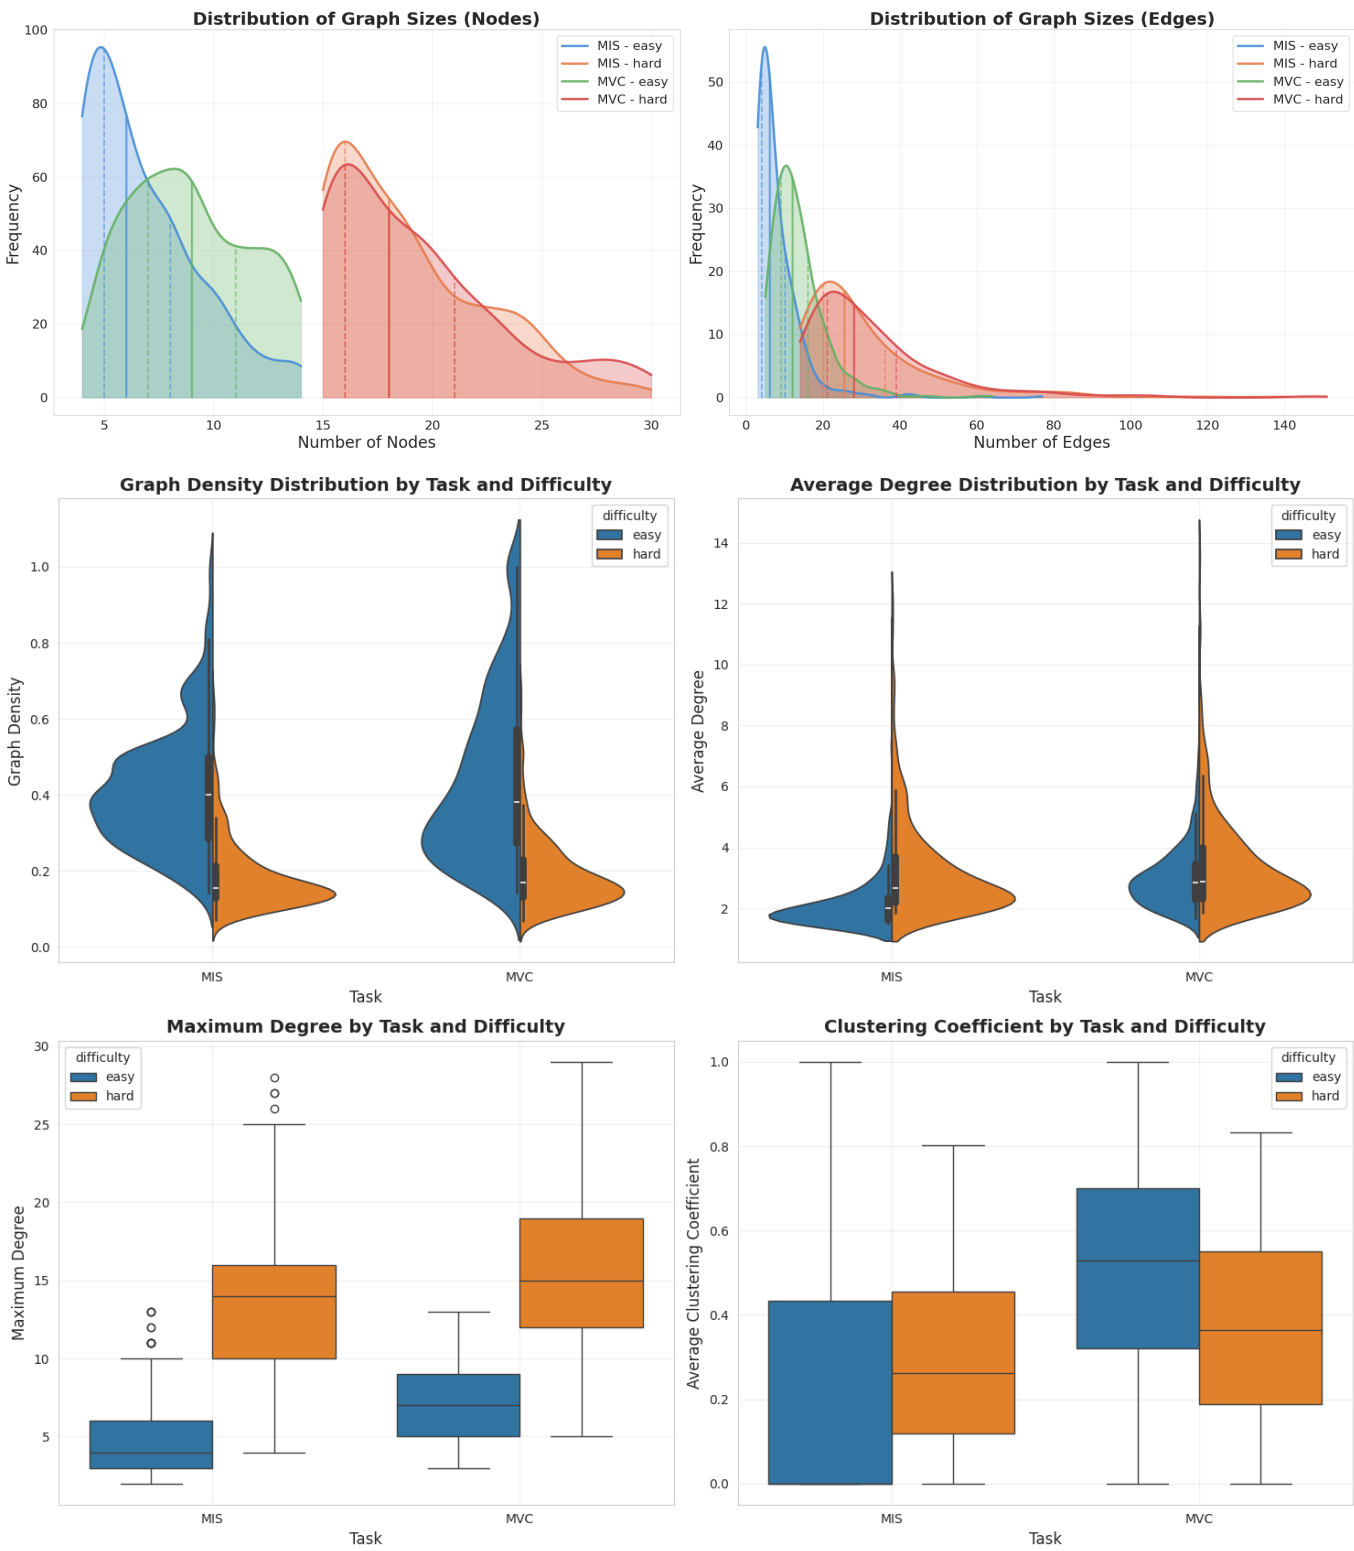 Distribution of Graph Sizes (Nodes)
100
80
60
40
20
0
Frequency
5
10
15
20
25
30
Number of Nodes
MIS - easy
MIS - hard
MVC - easy
MVC - hard
Distribution of Graph Sizes (Edges)
50
40
30
20
10
0
Frequency
0
20
40
60
80
100
120
140
Number of Edges
MIS - easy
MIS - hard
MVC - easy
MVC - hard
Graph Density Distribution by Task and Difficulty
difficulty
easy
hard
1.0
0.8
0.6
0.4
0.2
0.0
Graph Density
MIS
MVC
Task
Average Degree Distribution by Task and Difficulty
difficulty
easy
hard
14
12
10
8
6
4
2
Average Degree
MIS
MVC
Task
Maximum Degree by Task and Difficulty
difficulty
easy
hard
30
25
20
15
10
5
Maximum Degree
MIS
MVC
Task
Clustering Coefficient by Task and Difficulty
difficulty
easy
hard
1.0
0.8
0.6
0.4
0.2
0.0
Average Clustering Coefficient
MIS
MVC
Task